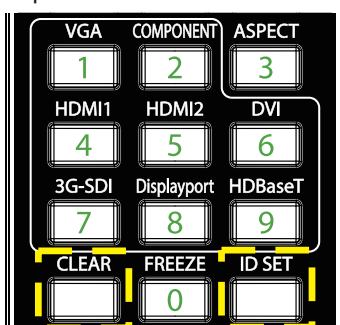 VGA COMPONENT ASPECT
1 2 3
HDMI1 HDMI2 DVI
4 5 6
3G-SDI Displayport HDBaseT
7 8 9
CLEAR FREEZE ID SET
0